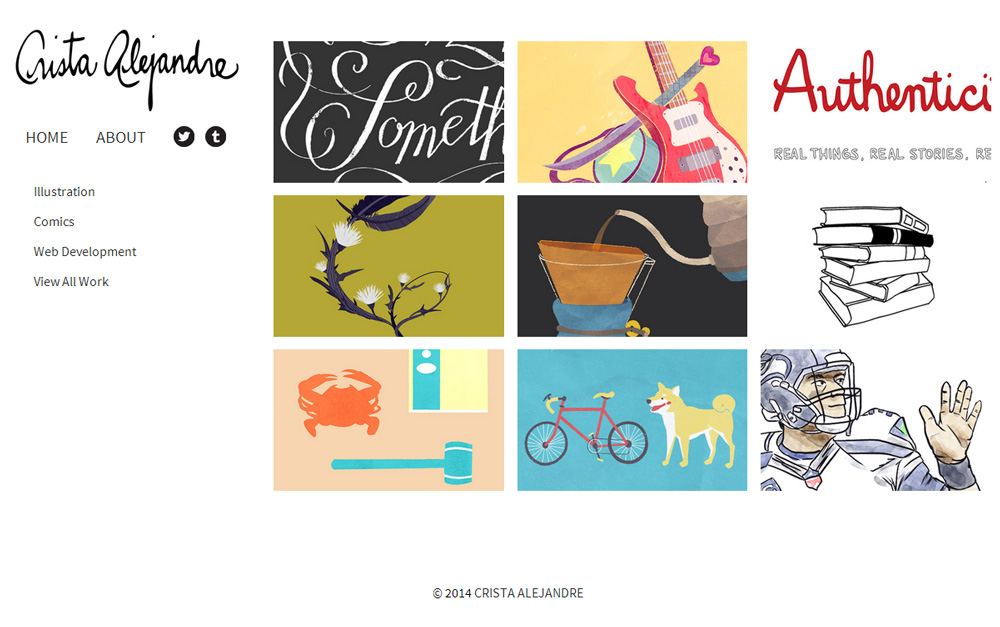 Crista Alejandre
HOME ABOUT
Illustration
Comics
Web Development
View All Work
Someth
Authentici
REAL THINGS, REAL STORIES, RE
© 2014 CRISTA ALEJANDRE